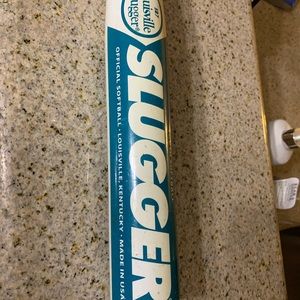 Louisville
Slugger
SLUGGER
OFFICIAL SOFTBALL · LOUISVILLE, KENTUCKY · MADE IN USA